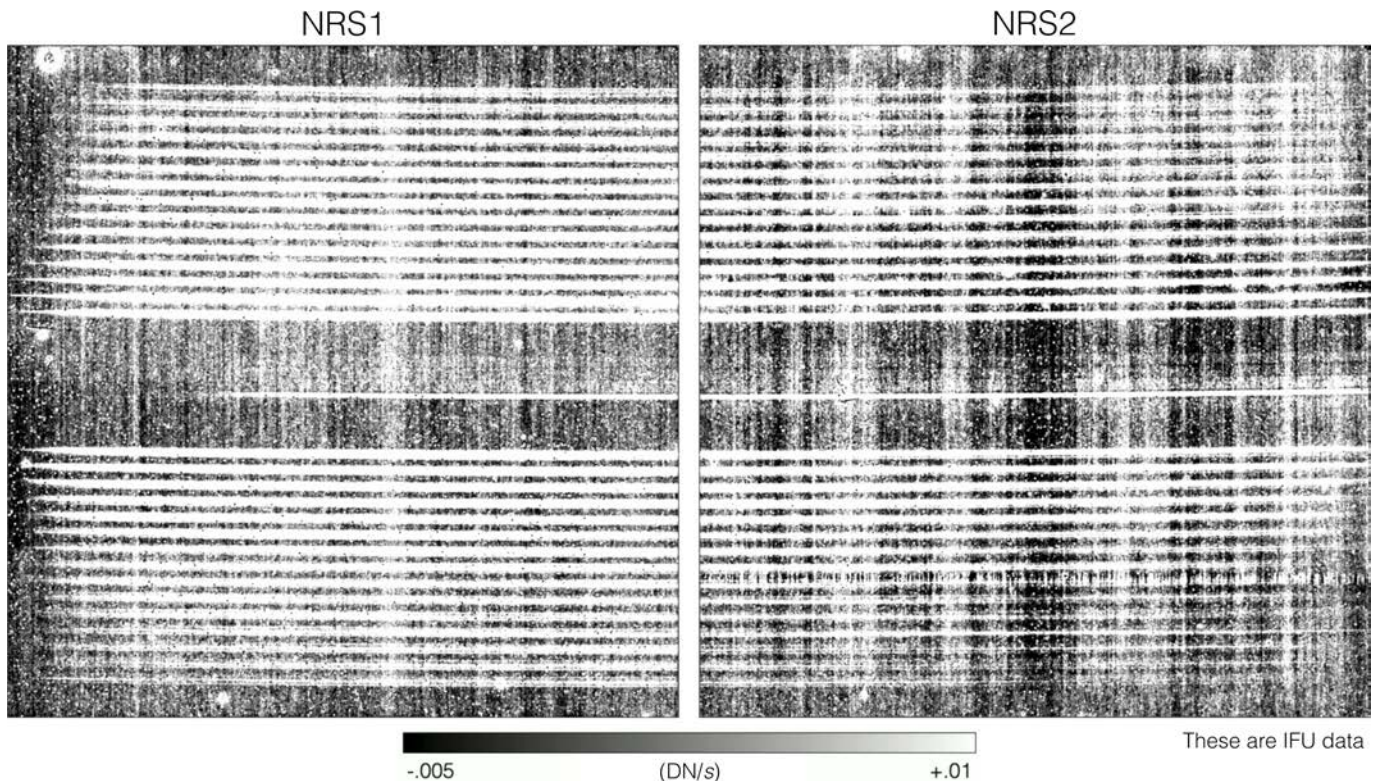 NRS1
NRS2
-.005
(DN/s)
+.01
These are IFU data